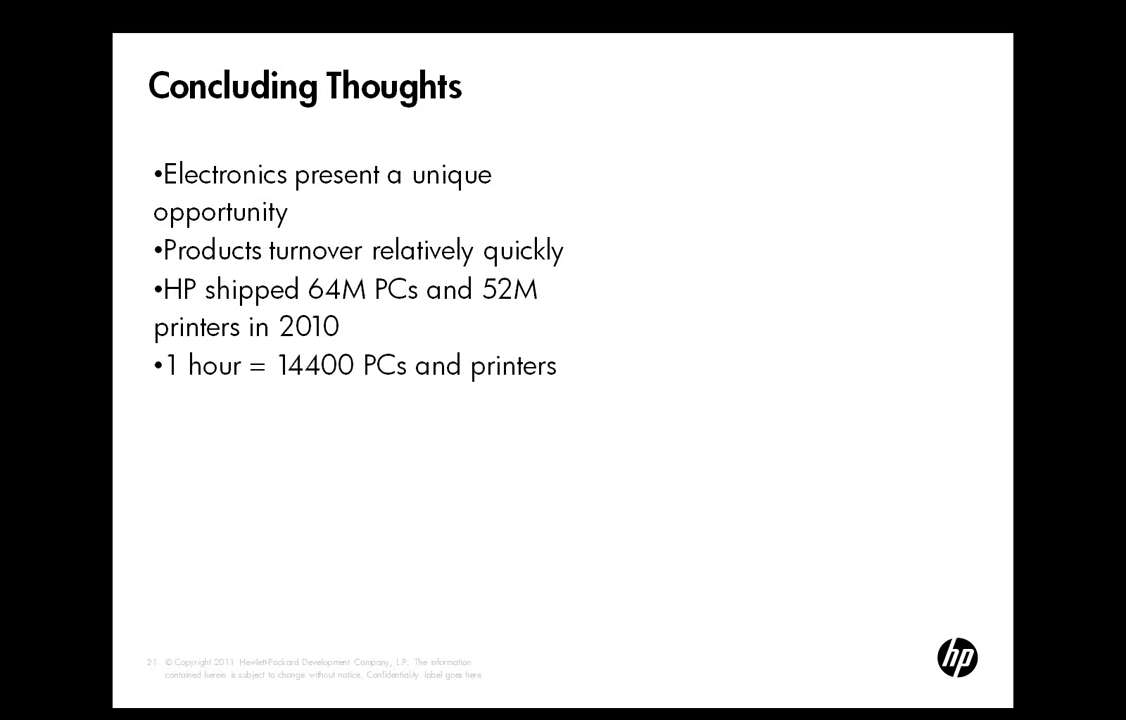 Concluding Thoughts
•Electronics present a unique
opportunity
•Products turnover relatively quickly
•HP shipped 64M PCs and 52M
printers in 2010
•1 hour = 14400 PCs and printers
21 © Copyright 2011 Hewlett-Packard Development Company, L.P. The information
contained herein is subject to change without notice. Confidentiality label goes here
hp